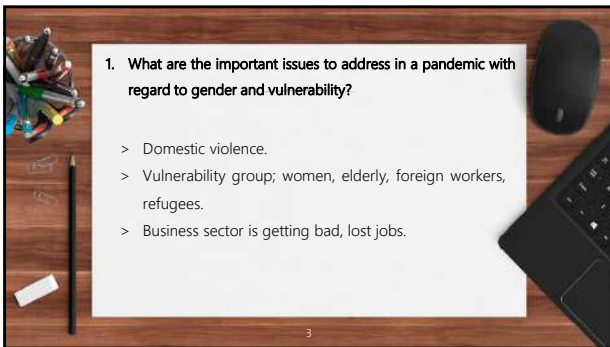 1. What are the important issues to address in a pandemic with
regard to gender and vulnerability?
> Domestic violence.
> Vulnerability group; women, elderly, foreign workers,
refugees.
> Business sector is getting bad, lost jobs.
3